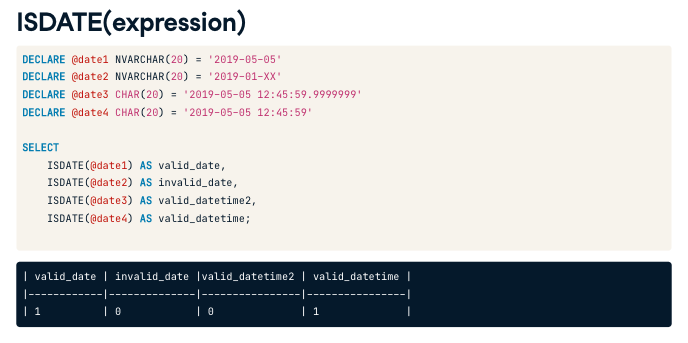 ISDATE(expression)
DECLARE @date1 NVARCHAR(20) = '2019-05-05'
DECLARE @date2 NVARCHAR(20) = '2019-01-XX'
DECLARE @date3 CHAR(20) = '2019-05-05 12:45:59.9999999'
DECLARE @date4 CHAR(20) = '2019-05-05 12:45:59'
SELECT
ISDATE(@date1) AS valid_date,
ISDATE(@date2) AS invalid_date,
ISDATE(@date3) AS valid_datetime2,
ISDATE(@date4) AS valid_datetime;
| valid_date | invalid_date |valid_datetime2 | valid_datetime |
|------------|--------------|----------------|----------------|
| 1 | 0 | 0 | 1 |